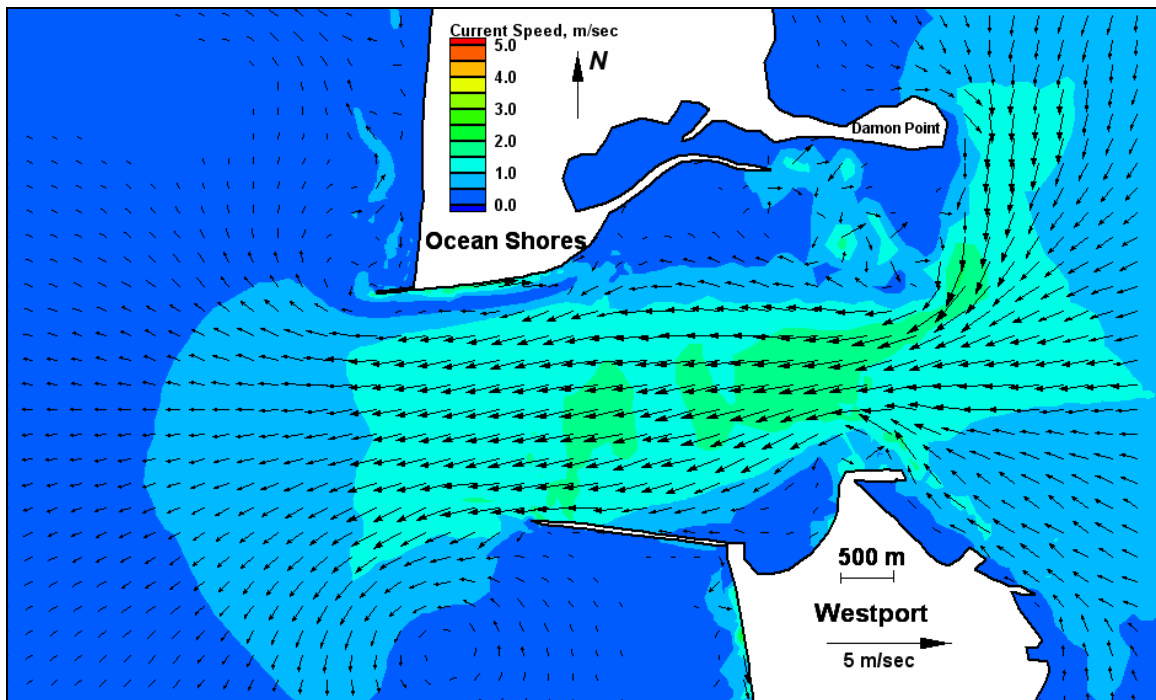 Current Speed, m/sec
5.0
4.0
3.0
2.0
1.0
0.0
N
Damon Point
Ocean Shores
500 m
Westport
5 m/sec